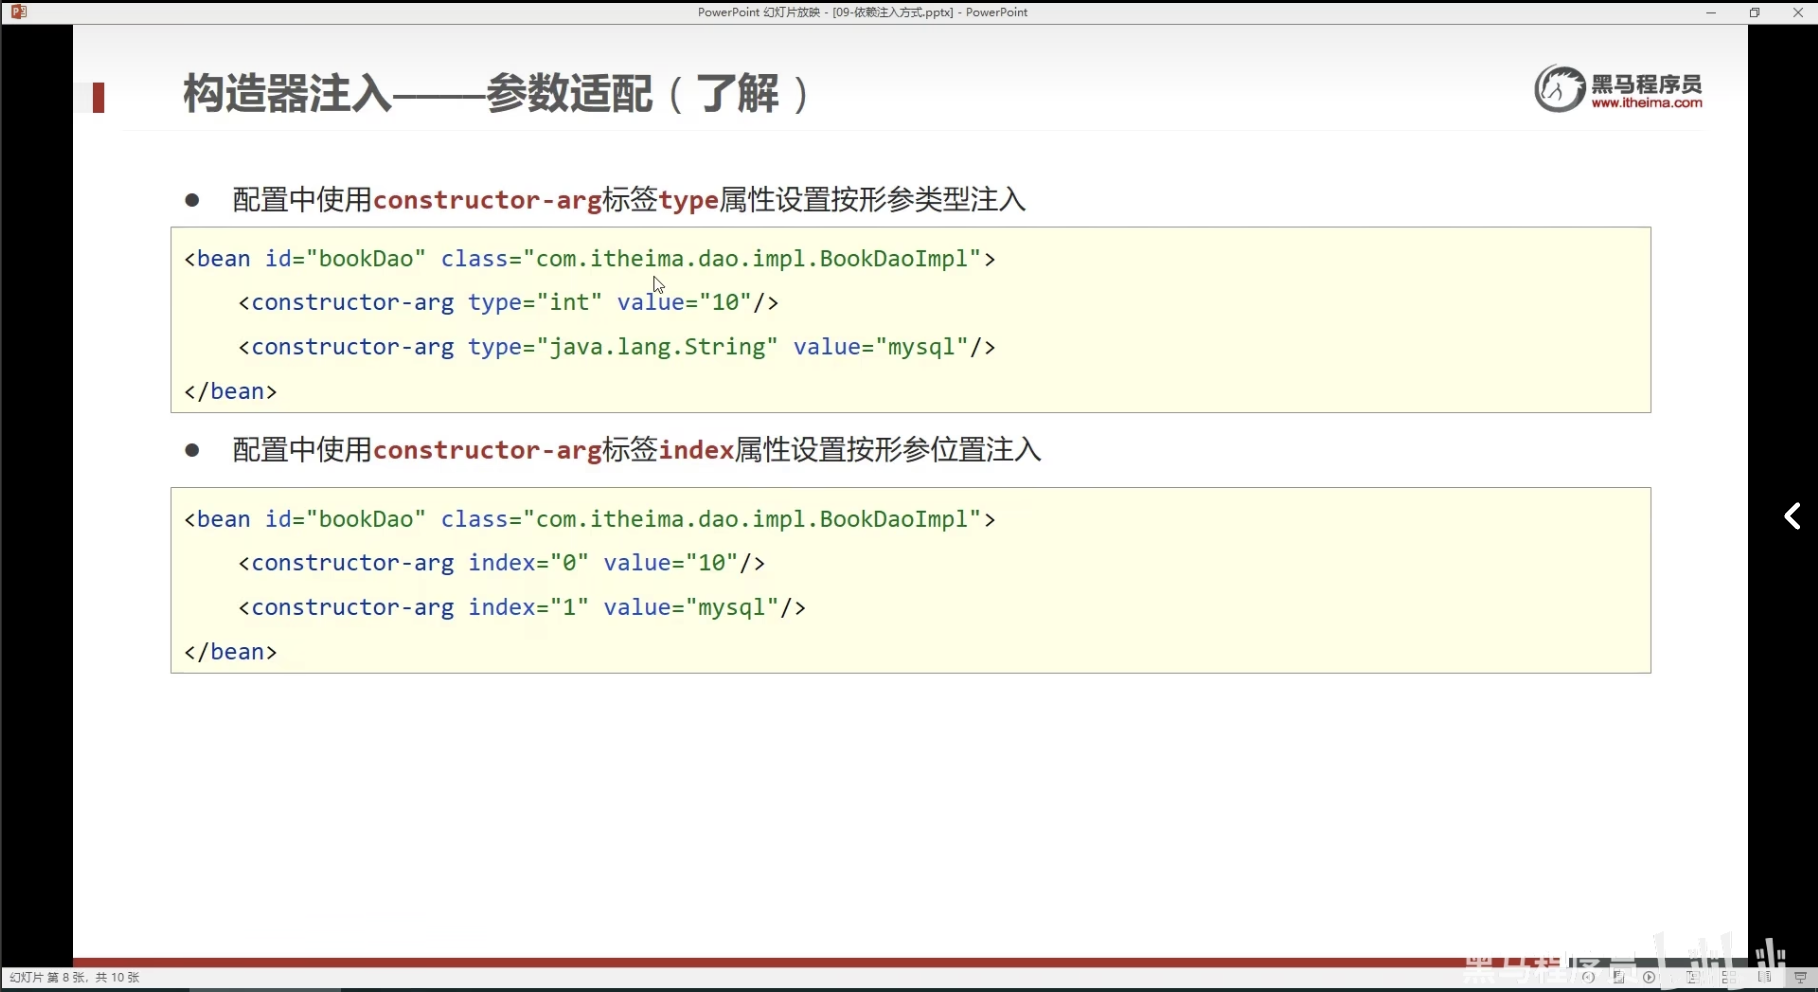 PowerPoint 幻灯片放映 - [09-依赖注入方式.pptx] - PowerPoint
构造器注入——参数适配（了解）
黑马程序员
www.itheima.com
● 配置中使用constructor-arg标签type属性设置按形参类型注入
<bean id="bookDao" class="com.itheima.dao.impl.BookDaoImpl">
    <constructor-arg type="int" value="10"/>
    <constructor-arg type="java.lang.String" value="mysql"/>
</bean>
● 配置中使用constructor-arg标签index属性设置按形参位置注入
<bean id="bookDao" class="com.itheima.dao.impl.BookDaoImpl">
    <constructor-arg index="0" value="10"/>
    <constructor-arg index="1" value="mysql"/>
</bean>
幻灯片 第 8 张，共 10 张
黑马程序员